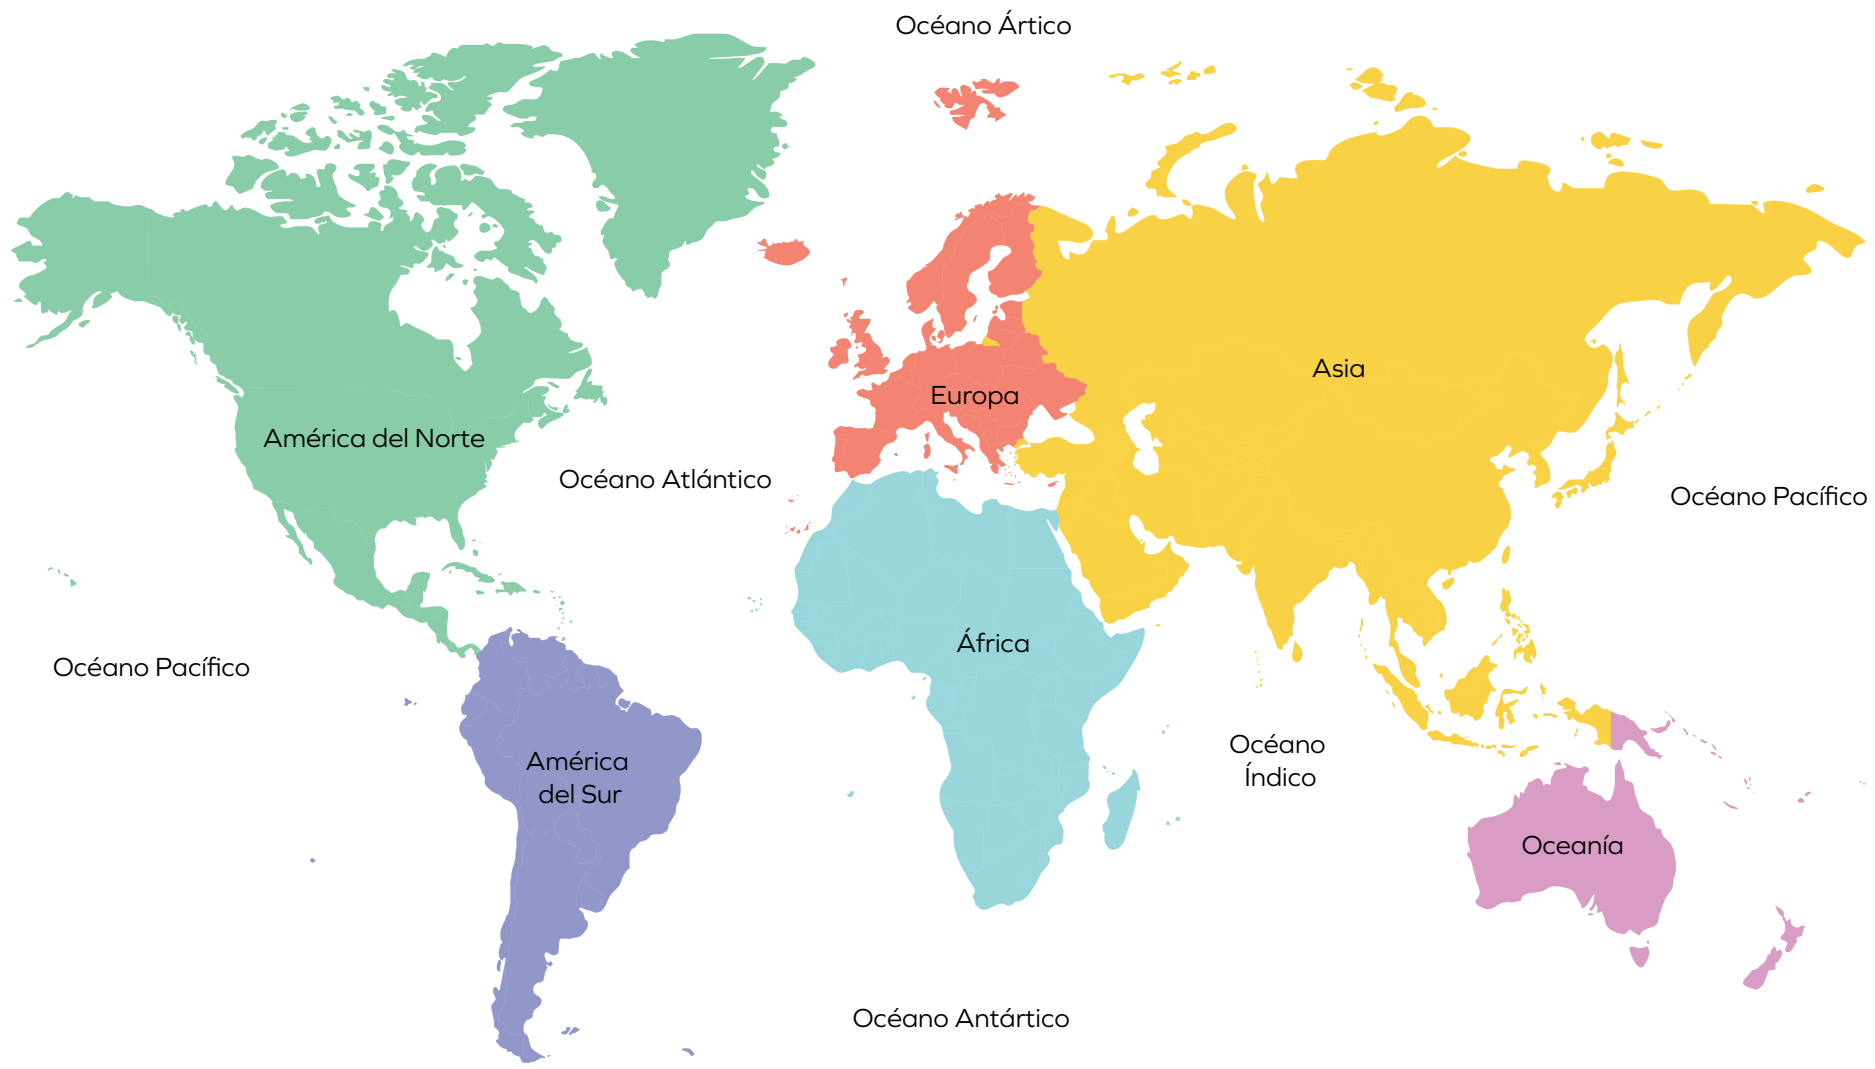 Océano Ártico
Asia
Europa
América del Norte
Océano Atlántico
Océano Pacífico
África
Océano Pacífico
Océano
Índico
América
del Sur
Oceanía
Océano Antártico